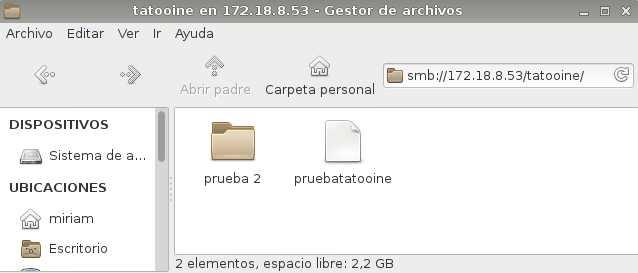 tatooine en 172.18.8.53 - Gestor de archivos
Archivo Editar Ver Ir Ayuda
Abrir padre Carpeta personal smb://172.18.8.53/tatooine/
DISPOSITIVOS
Sistema de a...
UBICACIONES
miriam
Escritorio
prueba 2 pruebatatooine
2 elementos, espacio libre: 2,2 GB